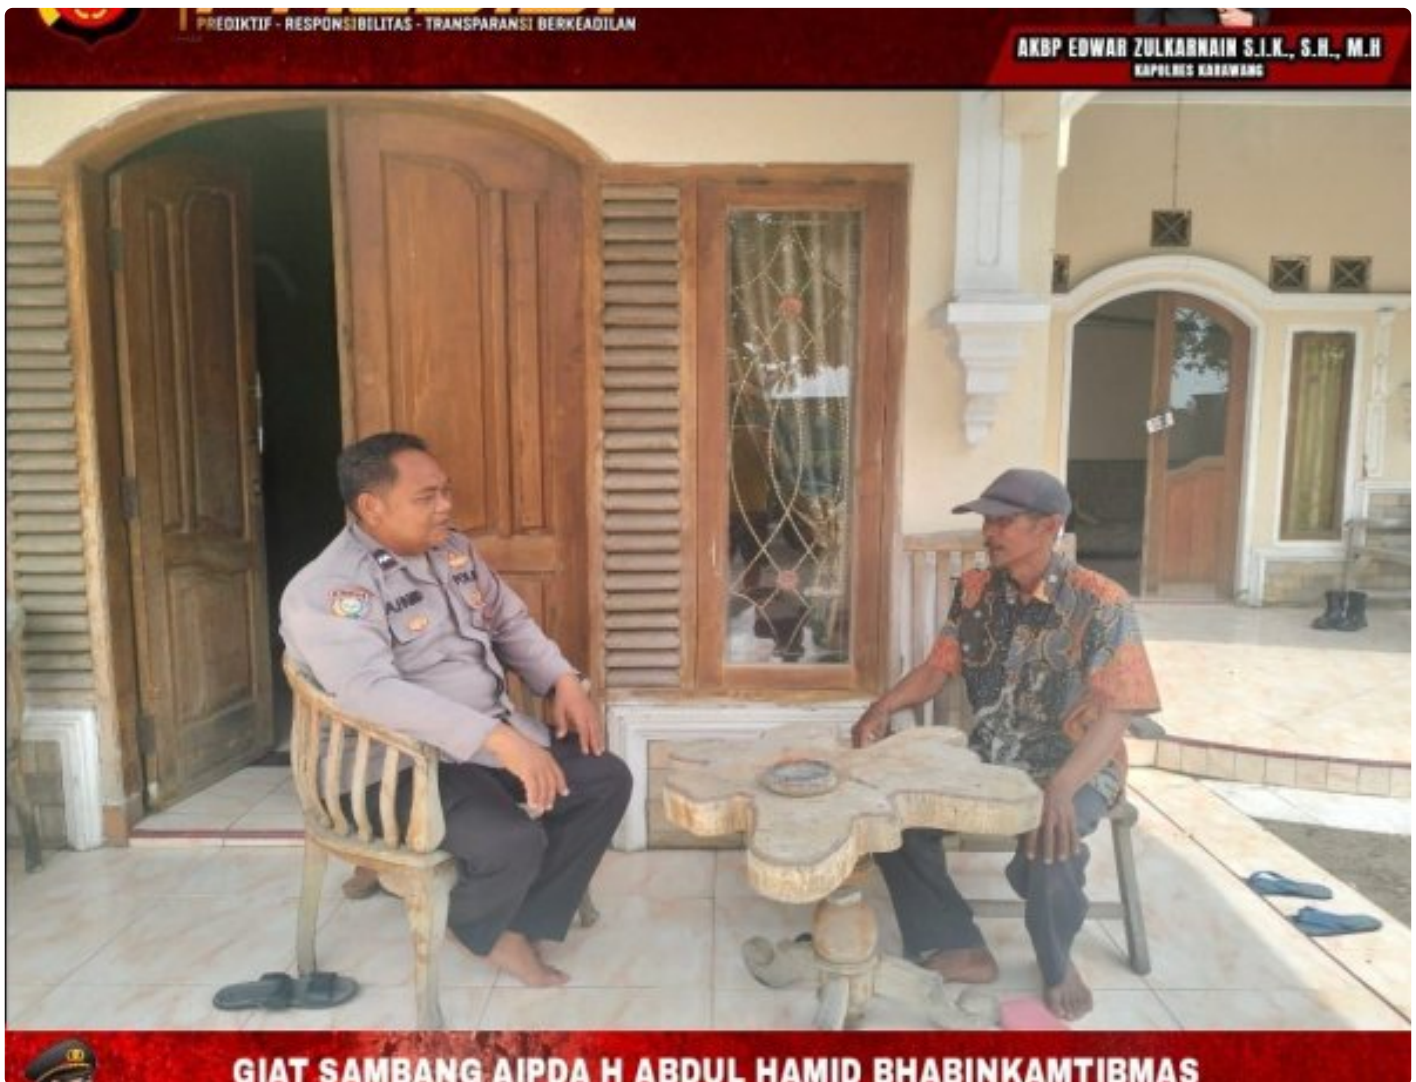 PREDIKTIF - RESPONSIBILITAS - TRANSPARANSI BERKEADILAN
AKBP EDWAR ZULKARNAIN S.I.K., S.H., M.H
KAPOLRES KARAWANG
GIAT SAMBANG AIPDA H ABDUL HAMID BHABINKAMTIBMAS